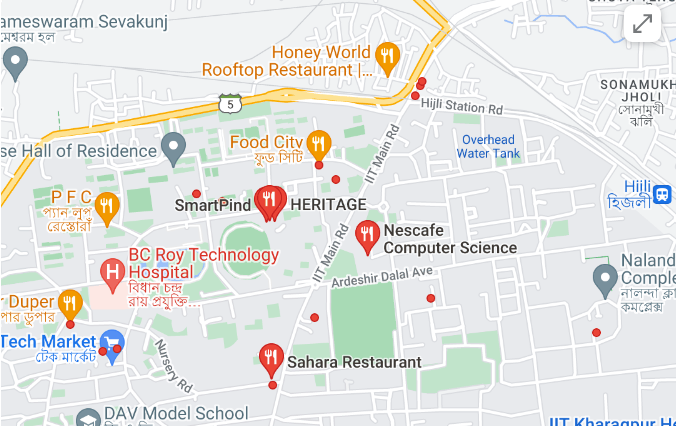 ameswaram Sevakunj
মেশ্বরম হল
Honey World
Rooftop Restaurant |...
5
Hijli Station Rd
SONAMUKH
JHOLI
সোনামুখী
ঝলি
Overhead
Water Tank
Food City
ফুড সিটি
se Hall of Residence
IIT Main Rd
Hijli
হিজলী
P F C
প্যান লুপ
রেস্তোরাঁ
SmartPind
HERITAGE
Nescafe
Computer Science
IIT Main Rd
BC Roy Technology
Hospital
বিধান চন্দ্র
রায় প্রযুক্তি...
Ardeshir Dalal Ave
Naland
Comple
নালন্দা ক্ল
কমপ্লেক্স
r Duper
পার ডুপার
Tech Market
টেক মার্কেট
Nursery Rd
Sahara Restaurant
DAV Model School
IIT Kharagpur He